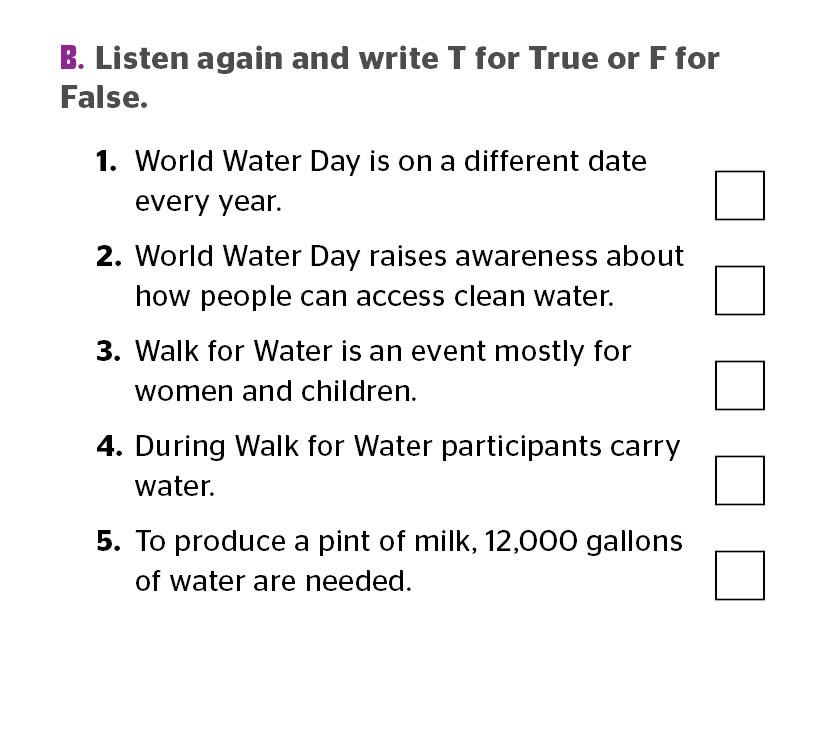 B. Listen again and write T for True or F for
False.
1. World Water Day is on a different date
every year.
2. World Water Day raises awareness about
how people can access clean water.
3. Walk for Water is an event mostly for
women and children.
4. During Walk for Water participants carry
water.
5. To produce a pint of milk, 12,000 gallons
of water are needed.